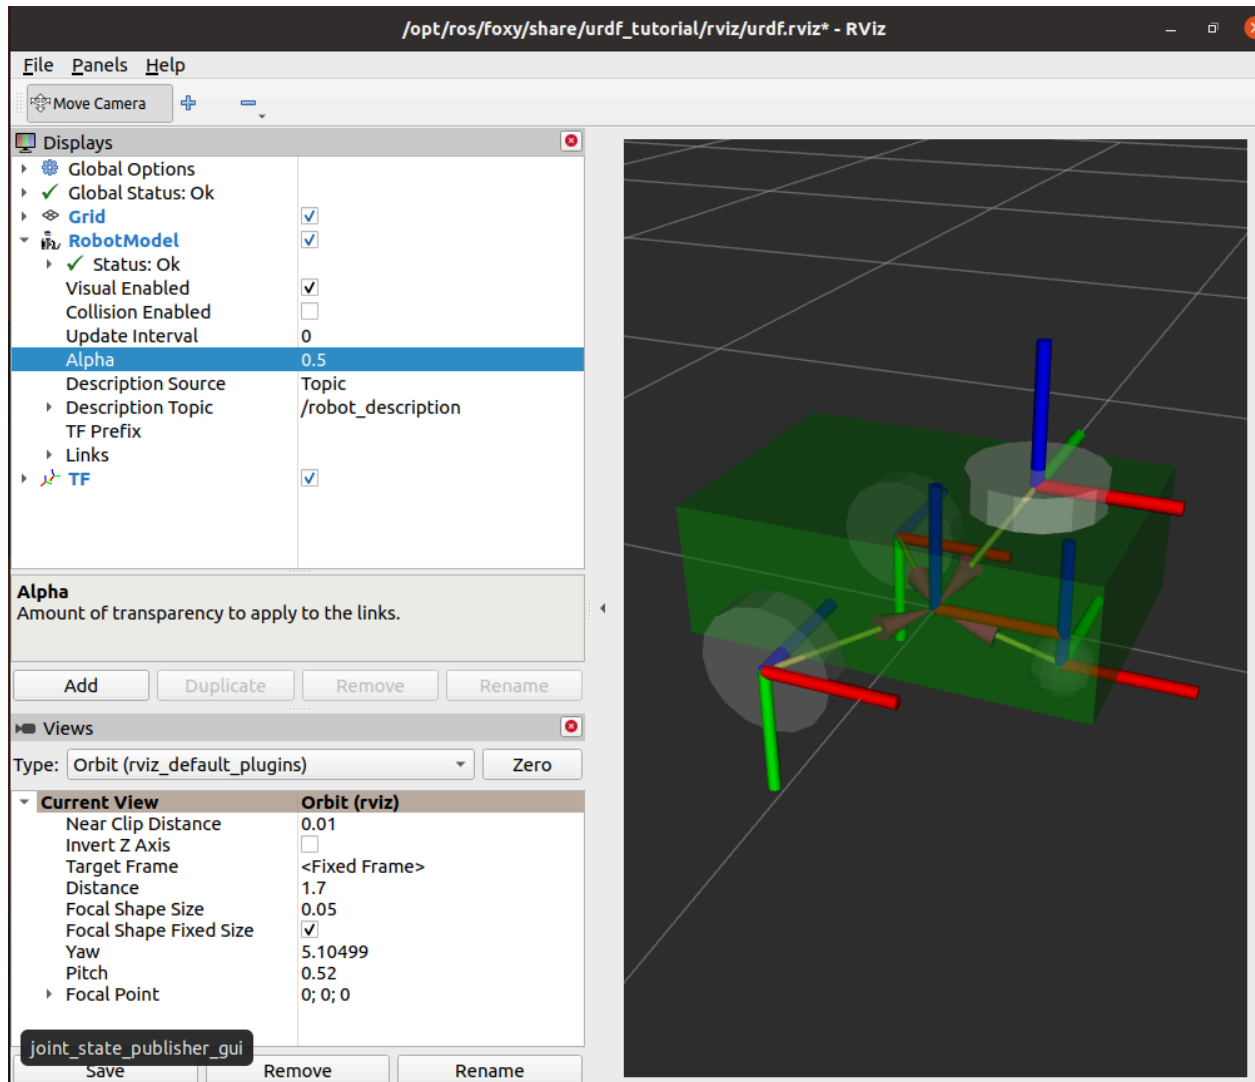 /opt/ros/foxy/share/urdf_tutorial/rviz/urdf.rviz* - RViz
File Panels Help
Move Camera
Displays
Global Options
Global Status: Ok
Grid
RobotModel
Status: Ok
Visual Enabled
Collision Enabled
Update Interval 0
Alpha 0.5
Description Source Topic
Description Topic /robot_description
TF Prefix
Links
TF
Alpha
Amount of transparency to apply to the links.
Add Duplicate Remove Rename
Views
Type: Orbit (rviz_default_plugins) Zero
Current View Orbit (rviz)
Near Clip Distance 0.01
Invert Z Axis
Target Frame <Fixed Frame>
Distance 1.7
Focal Shape Size 0.05
Focal Shape Fixed Size
Yaw 5.10499
Pitch 0.52
Focal Point 0; 0; 0
joint_state_publisher_gui
Save Remove Rename